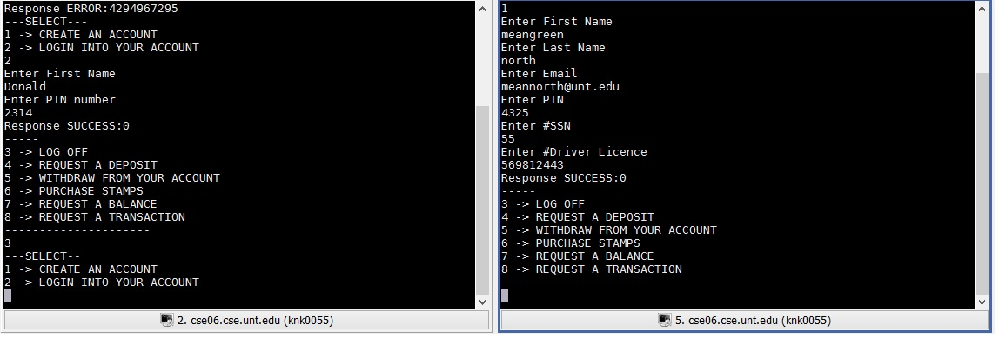 Response ERROR:4294967295
---SELECT---
1 -> CREATE AN ACCOUNT
2 -> LOGIN INTO YOUR ACCOUNT
2
Enter First Name
Donald
Enter PIN number
2314
Response SUCCESS:0
-----
3 -> LOG OFF
4 -> REQUEST A DEPOSIT
5 -> WITHDRAW FROM YOUR ACCOUNT
6 -> PURCHASE STAMPS
7 -> REQUEST A BALANCE
8 -> REQUEST A TRANSACTION
---------------------
3
---SELECT--
1 -> CREATE AN ACCOUNT
2 -> LOGIN INTO YOUR ACCOUNT
2. cse06.cse.unt.edu (knk0055)
1
Enter First Name
meangreen
Enter Last Name
north
Enter Email
meannorth@unt.edu
Enter PIN
4325
Enter #SSN
55
Enter #Driver Licence
569812443
Response SUCCESS:0
-----
3 -> LOG OFF
4 -> REQUEST A DEPOSIT
5 -> WITHDRAW FROM YOUR ACCOUNT
6 -> PURCHASE STAMPS
7 -> REQUEST A BALANCE
8 -> REQUEST A TRANSACTION
---------------------
5. cse06.cse.unt.edu (knk0055)